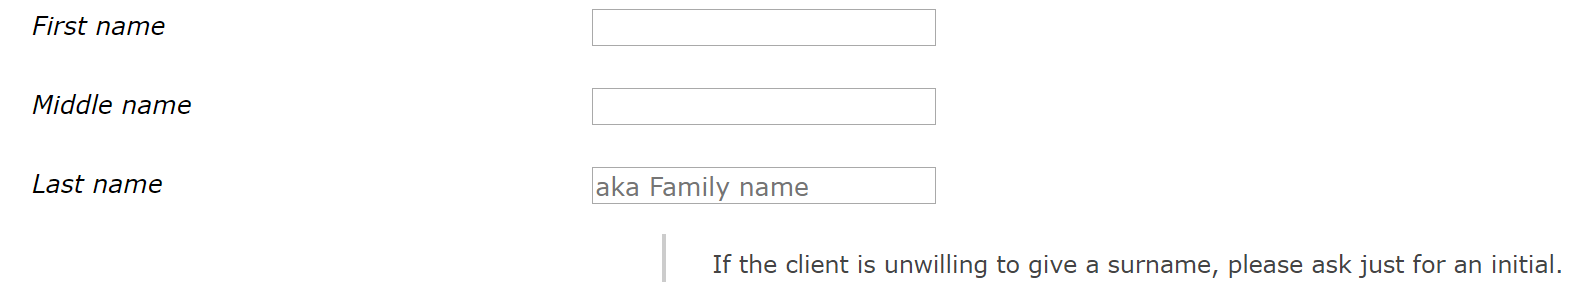 First name
Middle name
Last name
aka Family name
If the client is unwilling to give a surname, please ask just for an initial.